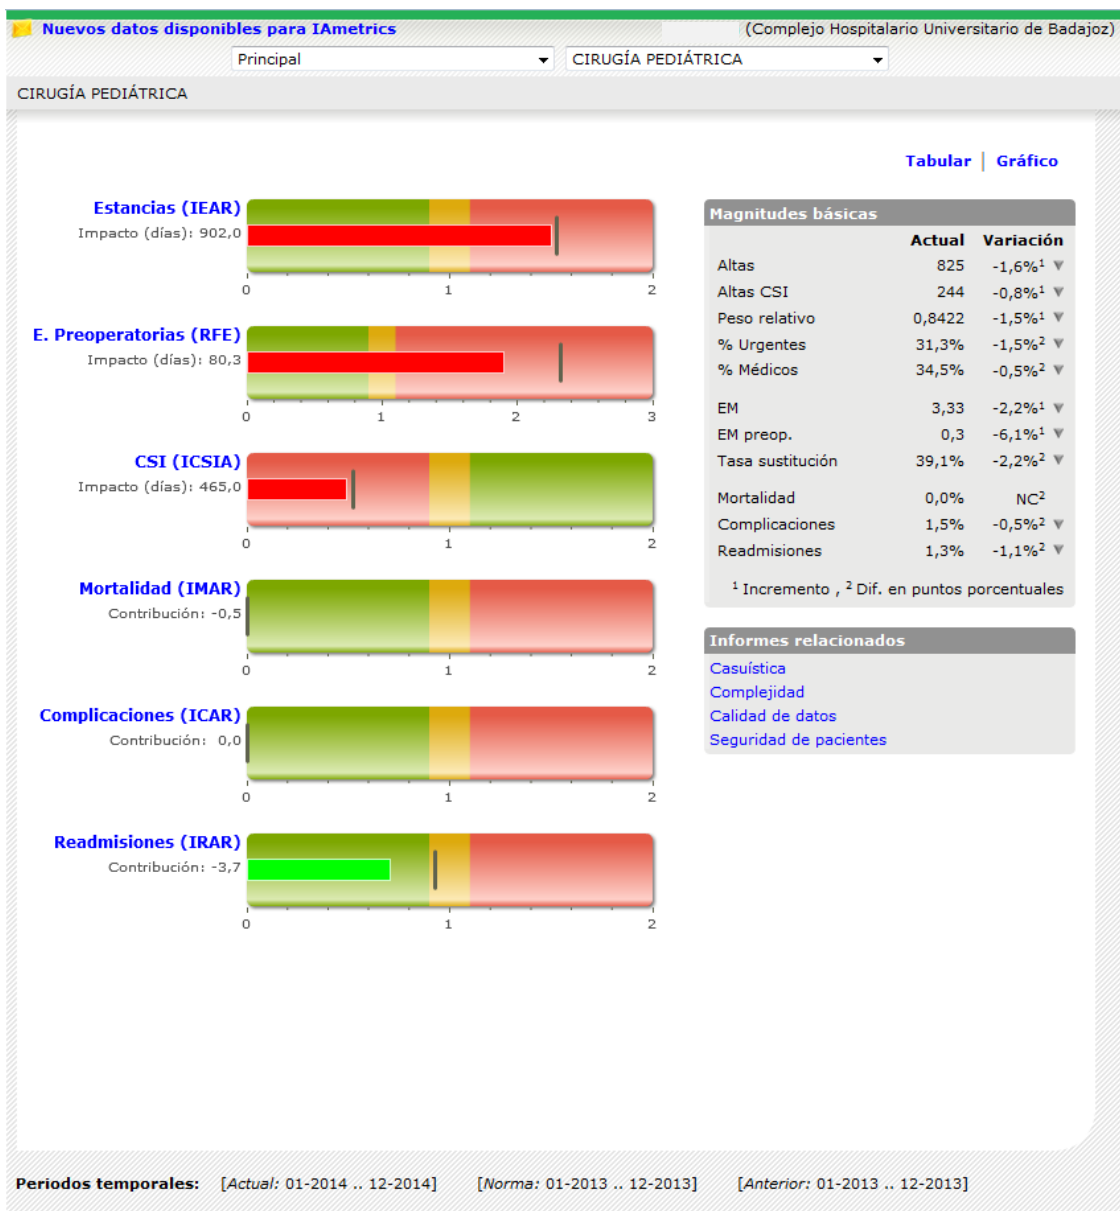 Nuevos datos disponibles para IAmetrics
(Complejo Hospitalario Universitario de Badajoz)
Principal
CIRUGÍA PEDIÁTRICA
CIRUGÍA PEDIÁTRICA
Tabular | Gráfico
Estancias (IEAR)
Impacto (días): 902,0
0 1 2
E. Preoperatorias (RFE)
Impacto (días): 80,3
0 1 2 3
CSI (ICSIA)
Impacto (días): 465,0
0 1 2
Mortalidad (IMAR)
Contribución: -0,5
0 1 2
Complicaciones (ICAR)
Contribución: 0,0
0 1 2
Readmisiones (IRAR)
Contribución: -3,7
0 1 2
Magnitudes básicas
Actual Variación
Altas 825 -1,6%¹
Altas CSI 244 -0,8%¹
Peso relativo 0,8422 -1,5%¹
% Urgentes 31,3% -1,5%²
% Médicos 34,5% -0,5%²
EM 3,33 -2,2%¹
EM preop. 0,3 -6,1%¹
Tasa sustitución 39,1% -2,2%²
Mortalidad 0,0% NC²
Complicaciones 1,5% -0,5%²
Readmisiones 1,3% -1,1%²
¹ Incremento , ² Dif. en puntos porcentuales
Informes relacionados
Casuística
Complejidad
Calidad de datos
Seguridad de pacientes
Periodos temporales: [Actual: 01-2014 .. 12-2014] [Norma: 01-2013 .. 12-2013] [Anterior: 01-2013 .. 12-2013]